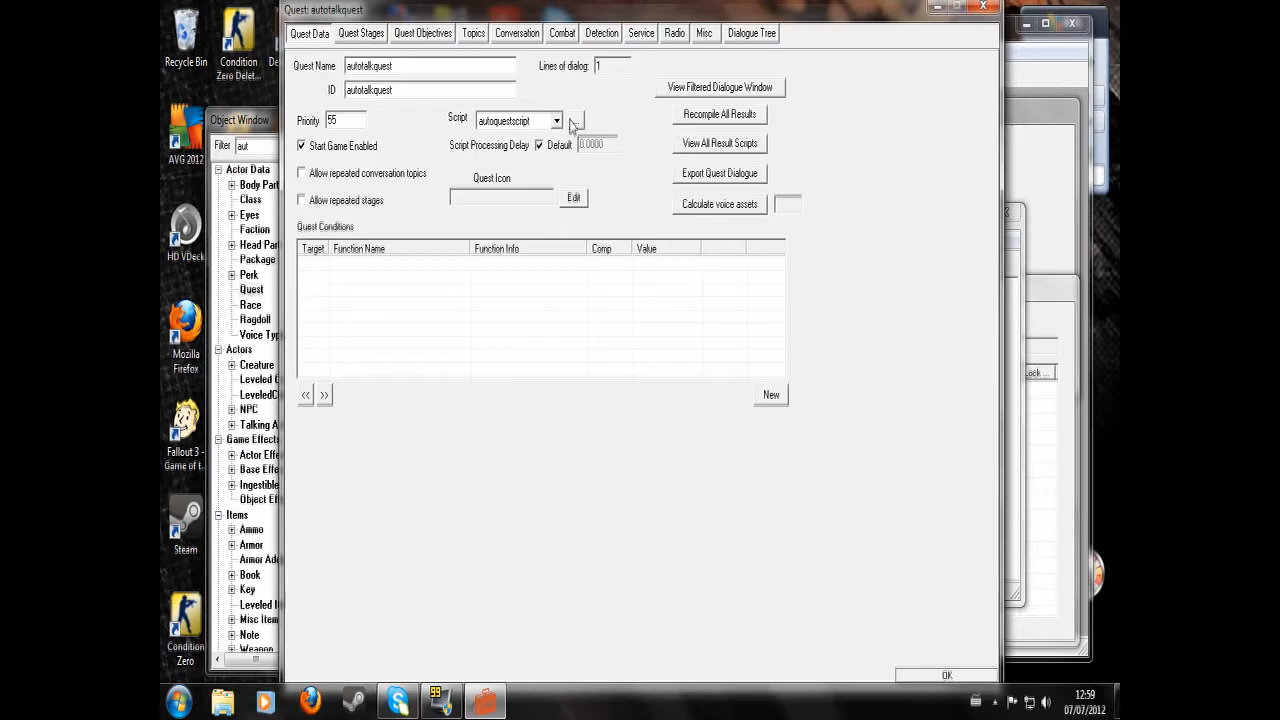 Quest: autotalkquest
Quest Data Quest Stages Quest Objectives Topics Conversation Combat Detection Service Radio Misc Dialogue Tree
Quest Name autotalkquest Lines of dialog: 1
ID autotalkquest
View Filtered Dialogue Window
Priority 55 Script autoquestscript ...
Recompile All Results
Start Game Enabled Script Processing Delay Default 0.0000
View All Result Scripts
Allow repeated conversation topics Quest Icon
Export Quest Dialogue
Allow repeated stages Edit
Calculate voice assets
Quest Conditions
Target Function Name Function Info Comp Value
<< >> New
OK
Recycle Bin
Condition Zero Delet...
AVG 2012
HD VDeck
Mozilla Firefox
Fallout 3 - Game of t...
Steam
Condition Zero
Object Window
Filter aut
Actor Data
Body Par
Class
Eyes
Faction
Head Par
Package
Perk
Quest
Race
Ragdoll
Voice Typ
Actors
Creature
Leveled C
LeveledC
NPC
Talking A
Game Effects
Actor Effe
Base Effe
Ingestible
Object Ef
Items
Ammo
Armor
Armor Add
Book
Key
Leveled It
Misc Item
Note
Weapon
99
12:59
07/07/2012